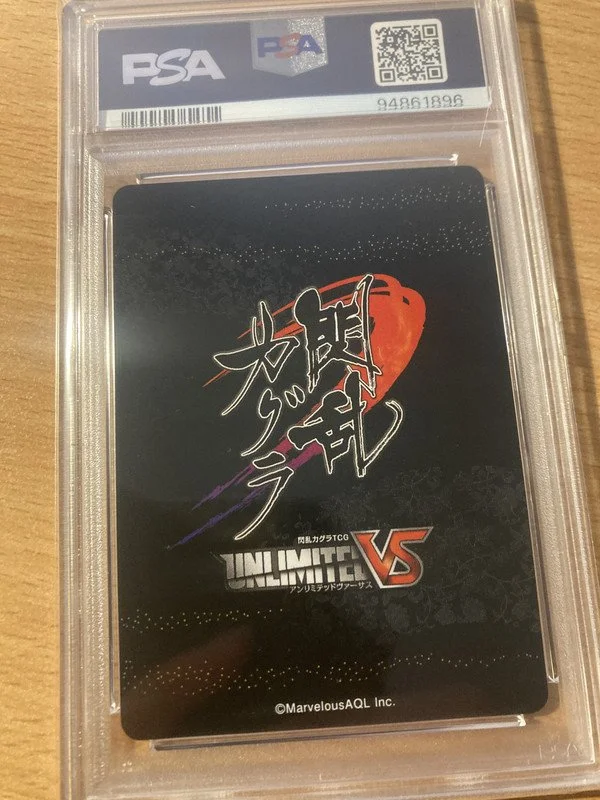 PSA
PSA
94861896
閃乱
カグラ
閃乱カグラTCG
UNLIMITED VS
アンリミテッドヴァーサス
©MarvelousAQL Inc.